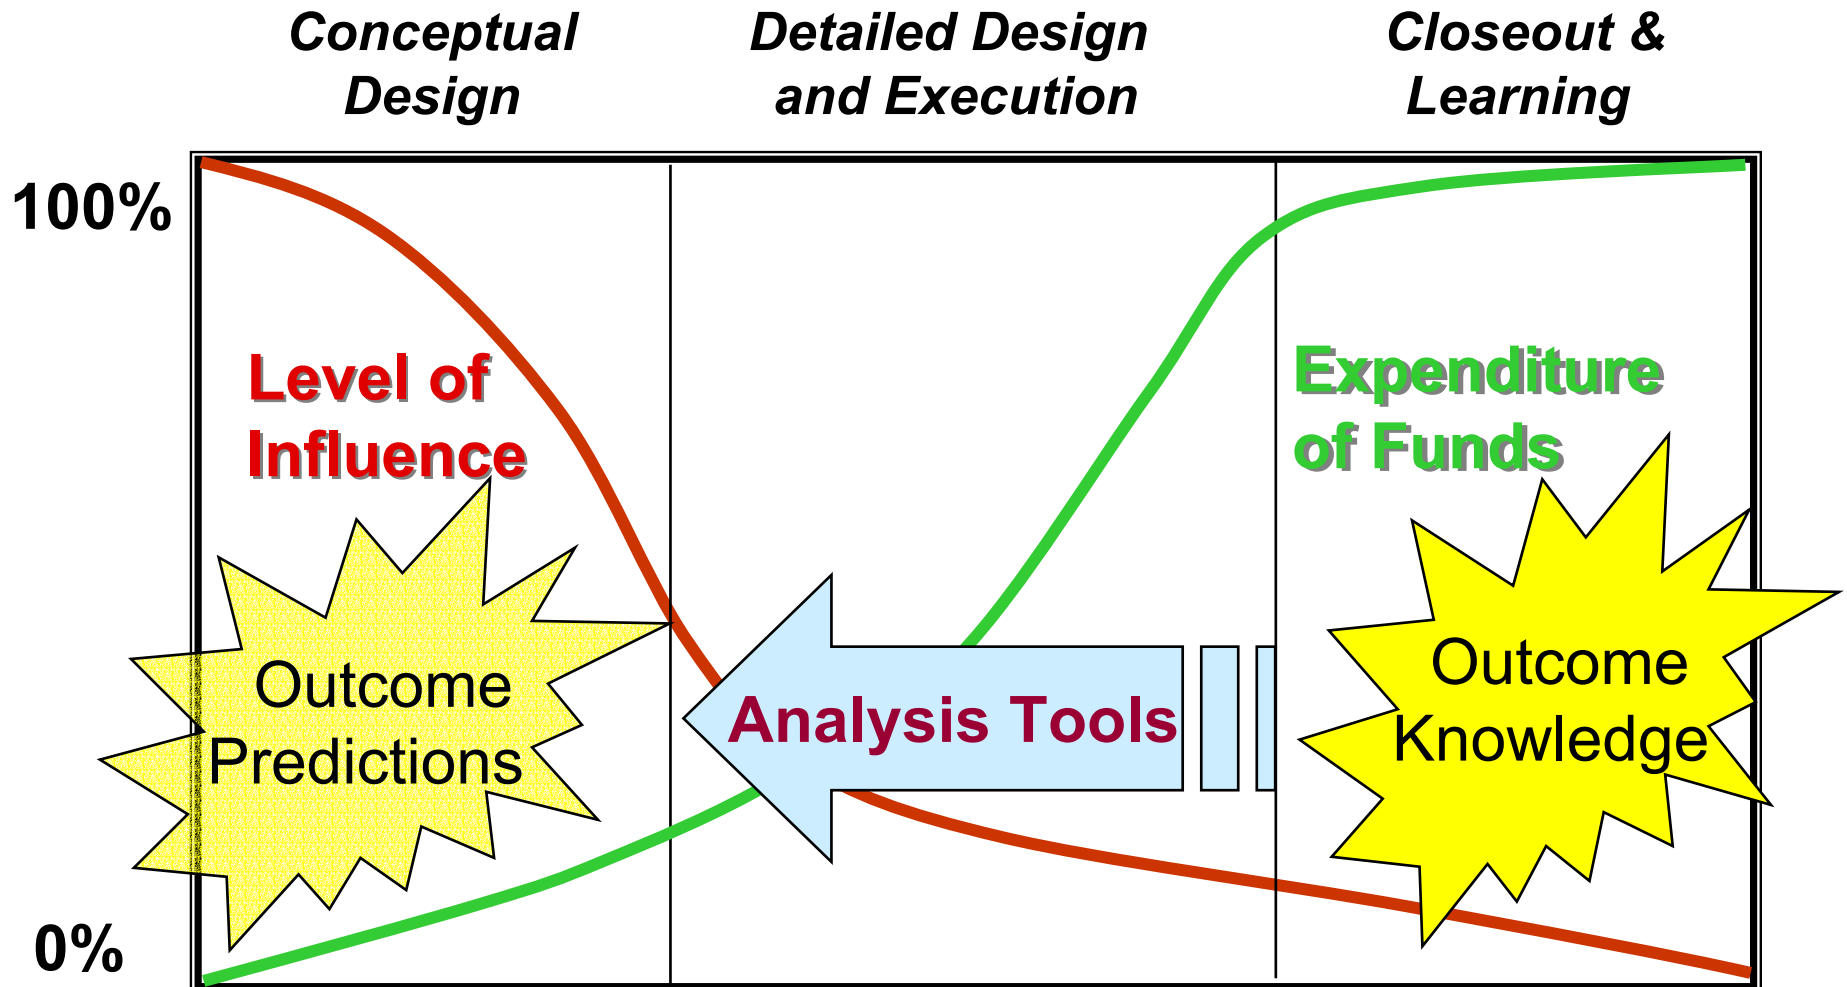 Conceptual
Design
Detailed Design
and Execution
Closeout &
Learning
100%
Level of
Influence
Expenditure
of Funds
Outcome
Predictions
Analysis Tools
Outcome
Knowledge
0%